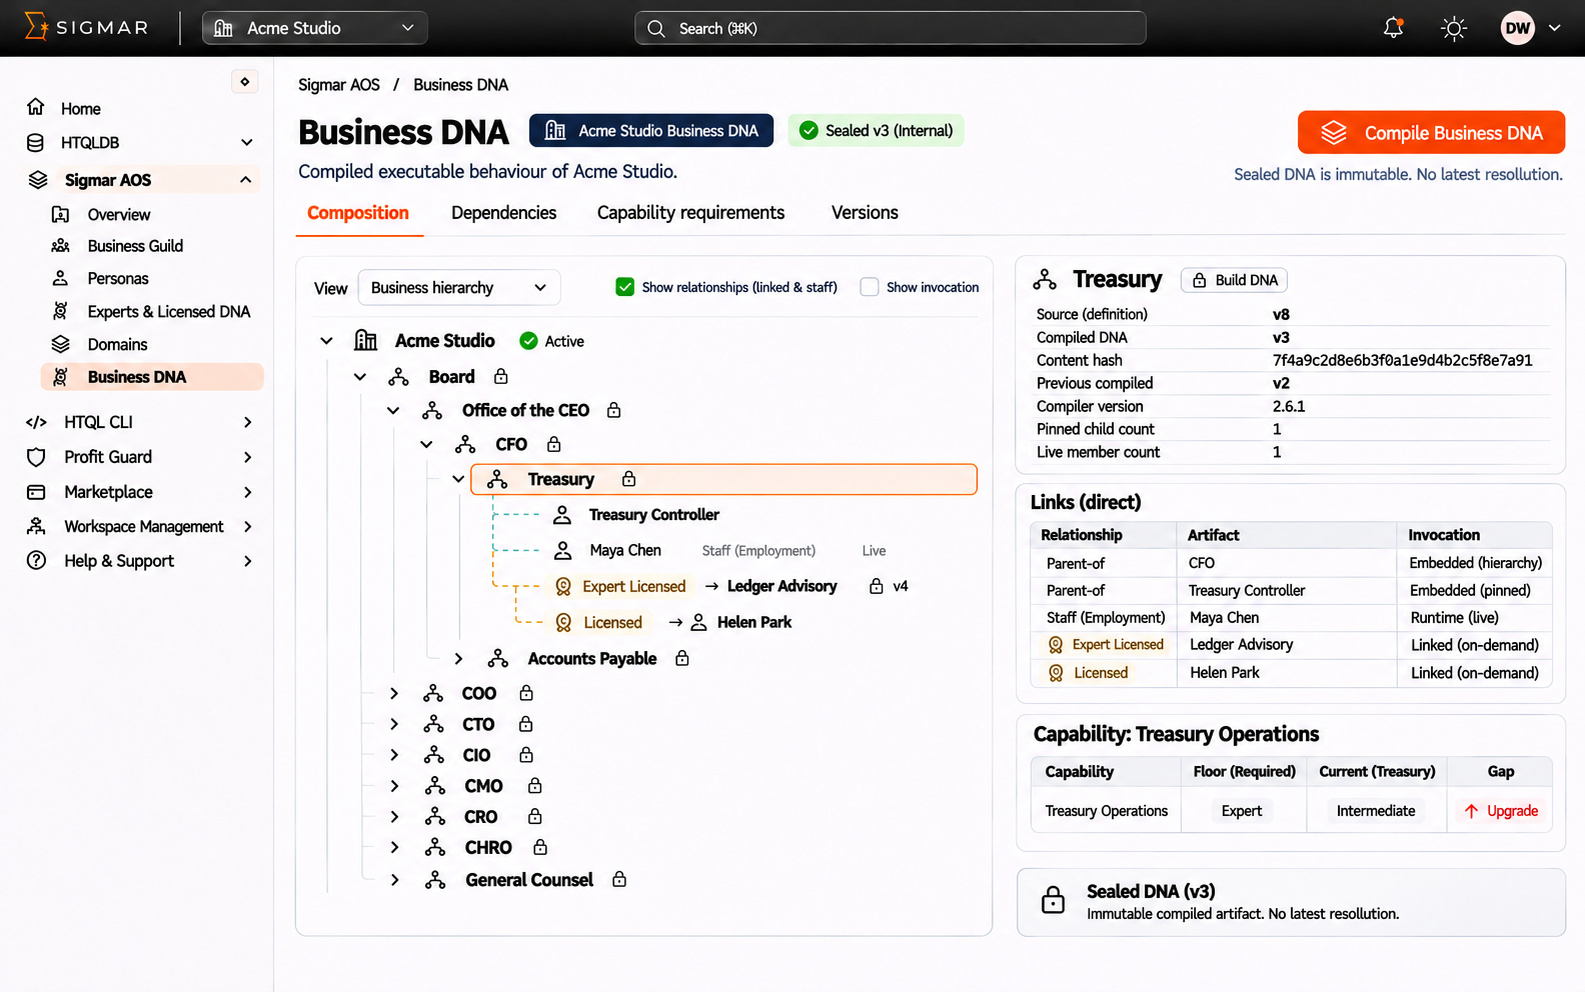 SIGMAR
Acme Studio
Search (⌘K)
DW
Home
HTQLDB
Sigmar AOS
Overview
Business Guild
Personas
Experts & Licensed DNA
Domains
Business DNA
HTQL CLI
Profit Guard
Marketplace
Workspace Management
Help & Support
Sigmar AOS / Business DNA
Business DNA
Acme Studio Business DNA
Sealed v3 (Internal)
Compiled executable behaviour of Acme Studio.
Compile Business DNA
Sealed DNA is immutable. No latest resollution.
Composition
Dependencies
Capability requirements
Versions
View
Business hierarchy
Show relationships (linked & staff)
Show invocation
Acme Studio Active
Board
Office of the CEO
CFO
Treasury
Treasury Controller
Maya Chen Staff (Employment) Live
Expert Licensed → Ledger Advisory v4
Licensed → Helen Park
Accounts Payable
COO
CTO
CIO
CMO
CRO
CHRO
General Counsel
Treasury Build DNA
Source (definition) v8
Compiled DNA v3
Content hash 7f4a9c2d8e6b3f0a1e9d4b2c5f8e7a91
Previous compiled v2
Compiler version 2.6.1
Pinned child count 1
Live member count 1
Links (direct)
Relationship Artifact Invocation
Parent-of CFO Embedded (hierarchy)
Parent-of Treasury Controller Embedded (pinned)
Staff (Employment) Maya Chen Runtime (live)
Expert Licensed Ledger Advisory Linked (on-demand)
Licensed Helen Park Linked (on-demand)
Capability: Treasury Operations
Capability Floor (Required) Current (Treasury) Gap
Treasury Operations Expert Intermediate ↑ Upgrade
Sealed DNA (v3)
Immutable compiled artifact. No latest resollution.